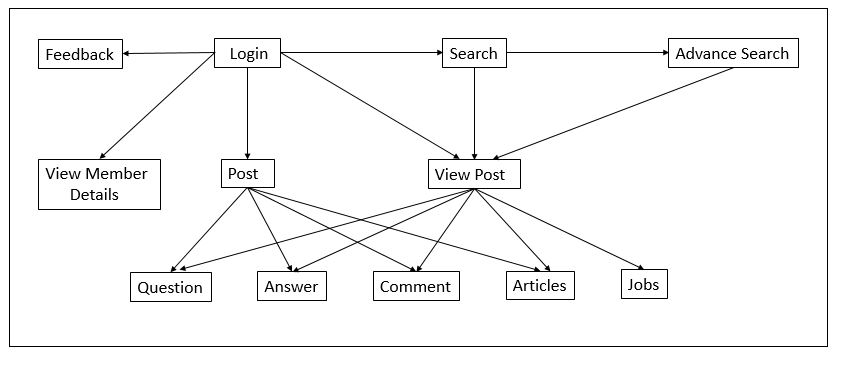 Feedback
Login
Search
Advance Search
View Member
Details
Post
View Post
Question
Answer
Comment
Articles
Jobs